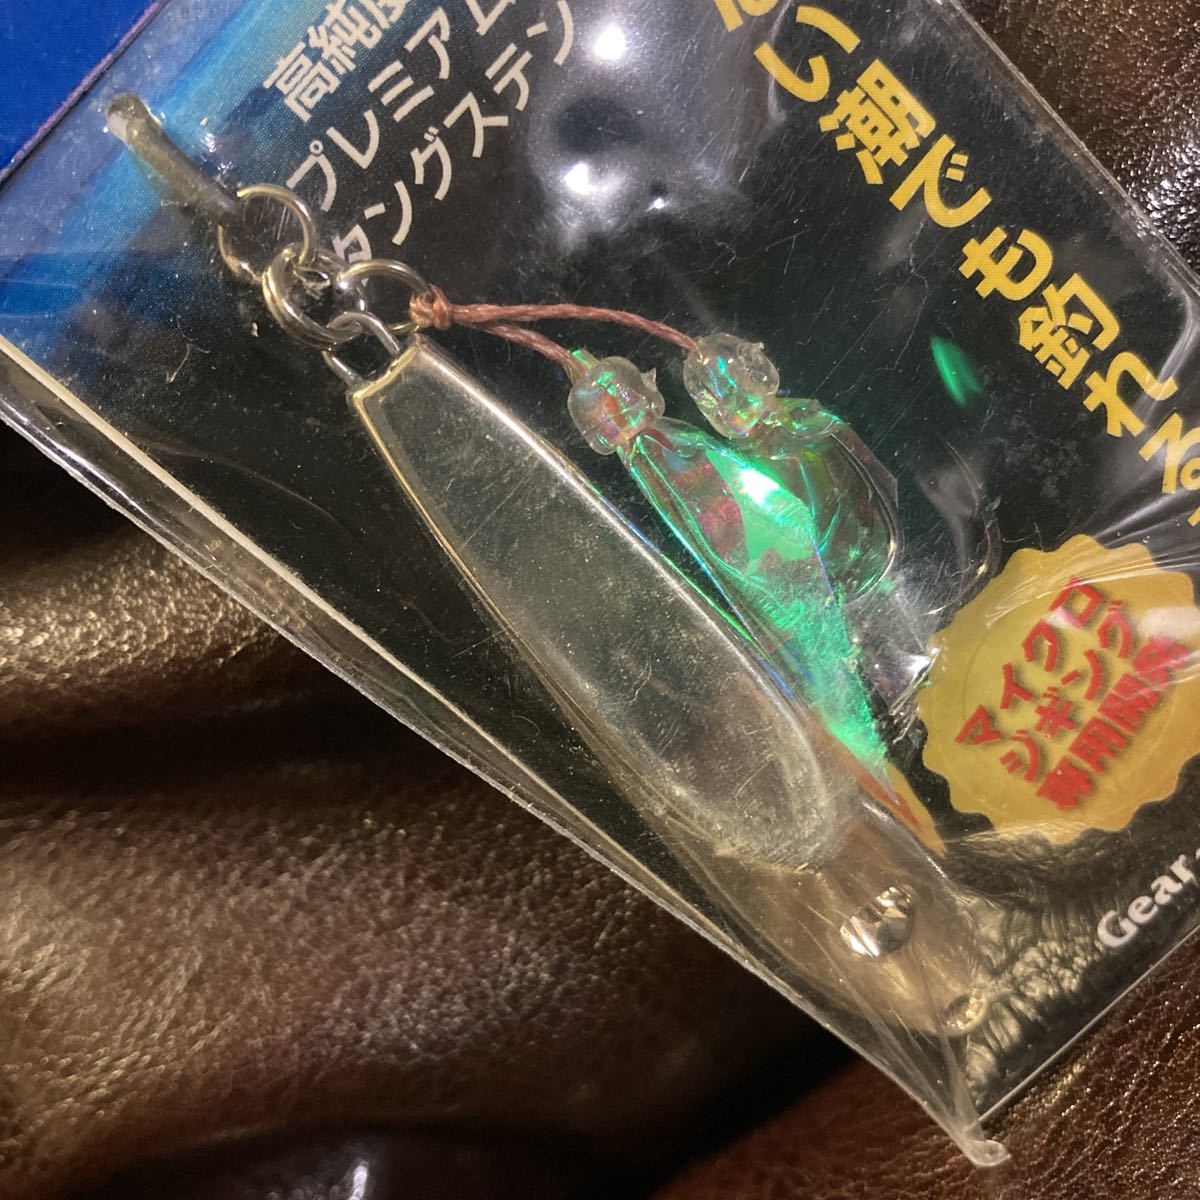 高純度
プレミアム
タングステン
い潮でも釣れる
マイクロ
ジギング
専用開発
Gear